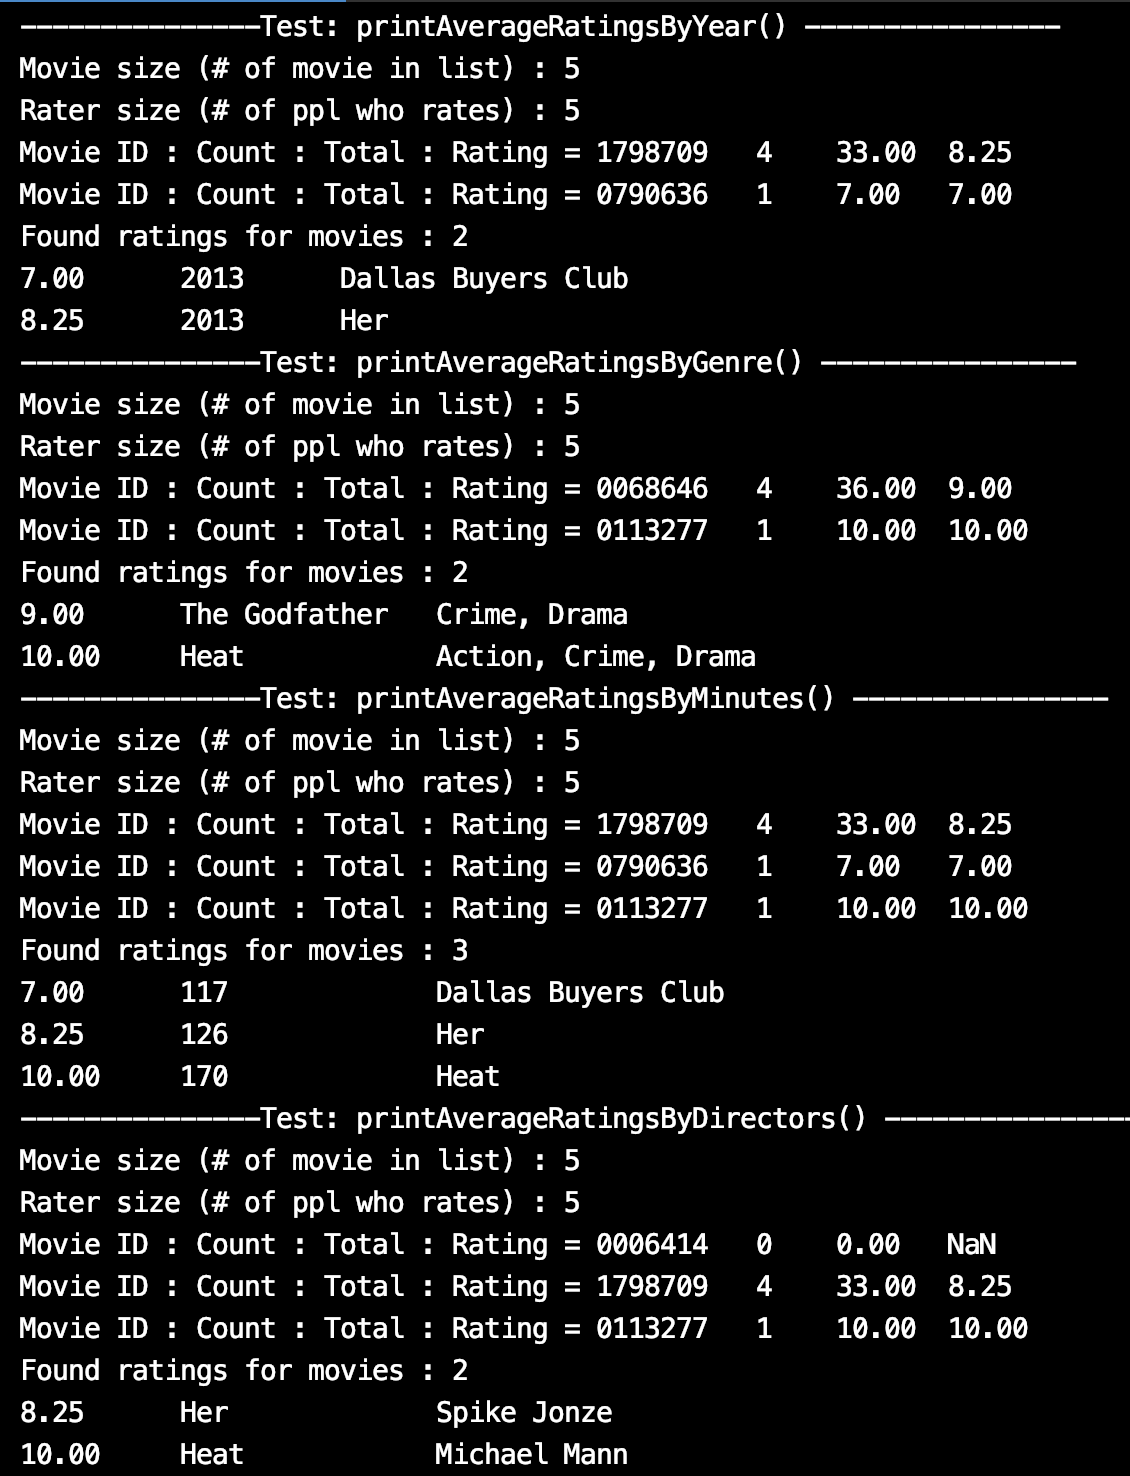 ---------------Test: printAverageRatingsByYear() ----------------
Movie size (# of movie in list) : 5
Rater size (# of ppl who rates) : 5
Movie ID : Count : Total : Rating = 1798709   4    33.00  8.25
Movie ID : Count : Total : Rating = 0790636   1    7.00   7.00
Found ratings for movies : 2
7.00      2013      Dallas Buyers Club
8.25      2013      Her
---------------Test: printAverageRatingsByGenre() ----------------
Movie size (# of movie in list) : 5
Rater size (# of ppl who rates) : 5
Movie ID : Count : Total : Rating = 0068646   4    36.00  9.00
Movie ID : Count : Total : Rating = 0113277   1    10.00  10.00
Found ratings for movies : 2
9.00      The Godfather   Crime, Drama
10.00     Heat            Action, Crime, Drama
---------------Test: printAverageRatingsByMinutes() ----------------
Movie size (# of movie in list) : 5
Rater size (# of ppl who rates) : 5
Movie ID : Count : Total : Rating = 1798709   4    33.00  8.25
Movie ID : Count : Total : Rating = 0790636   1    7.00   7.00
Movie ID : Count : Total : Rating = 0113277   1    10.00  10.00
Found ratings for movies : 3
7.00      117             Dallas Buyers Club
8.25      126             Her
10.00     170             Heat
---------------Test: printAverageRatingsByDirectors() ----------------
Movie size (# of movie in list) : 5
Rater size (# of ppl who rates) : 5
Movie ID : Count : Total : Rating = 0006414   0    0.00   NaN
Movie ID : Count : Total : Rating = 1798709   4    33.00  8.25
Movie ID : Count : Total : Rating = 0113277   1    10.00  10.00
Found ratings for movies : 2
8.25      Her             Spike Jonze
10.00     Heat            Michael Mann